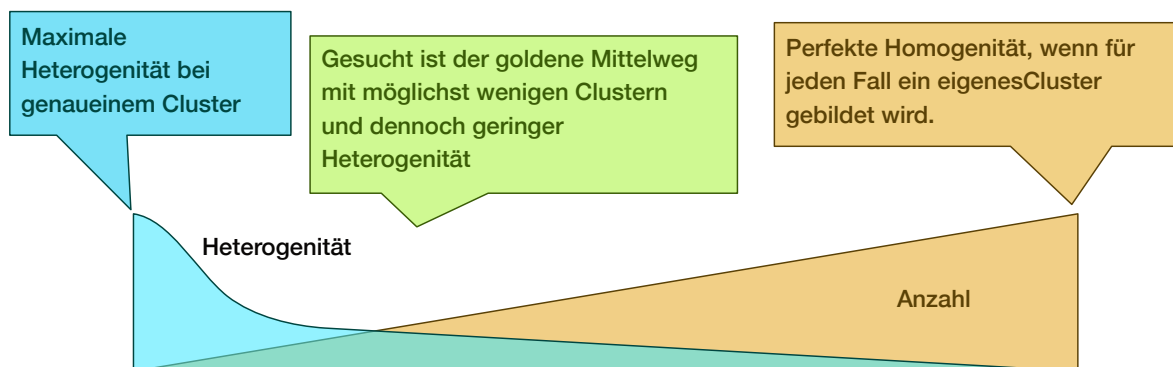 Maximale
Heterogenität bei
genaueinem Cluster
Gesucht ist der goldene Mittelweg
mit möglichst wenigen Clustern
und dennoch geringer
Heterogenität
Perfekte Homogenität, wenn für
jeden Fall ein eigenesCluster
gebildet wird.
Heterogenität
Anzahl